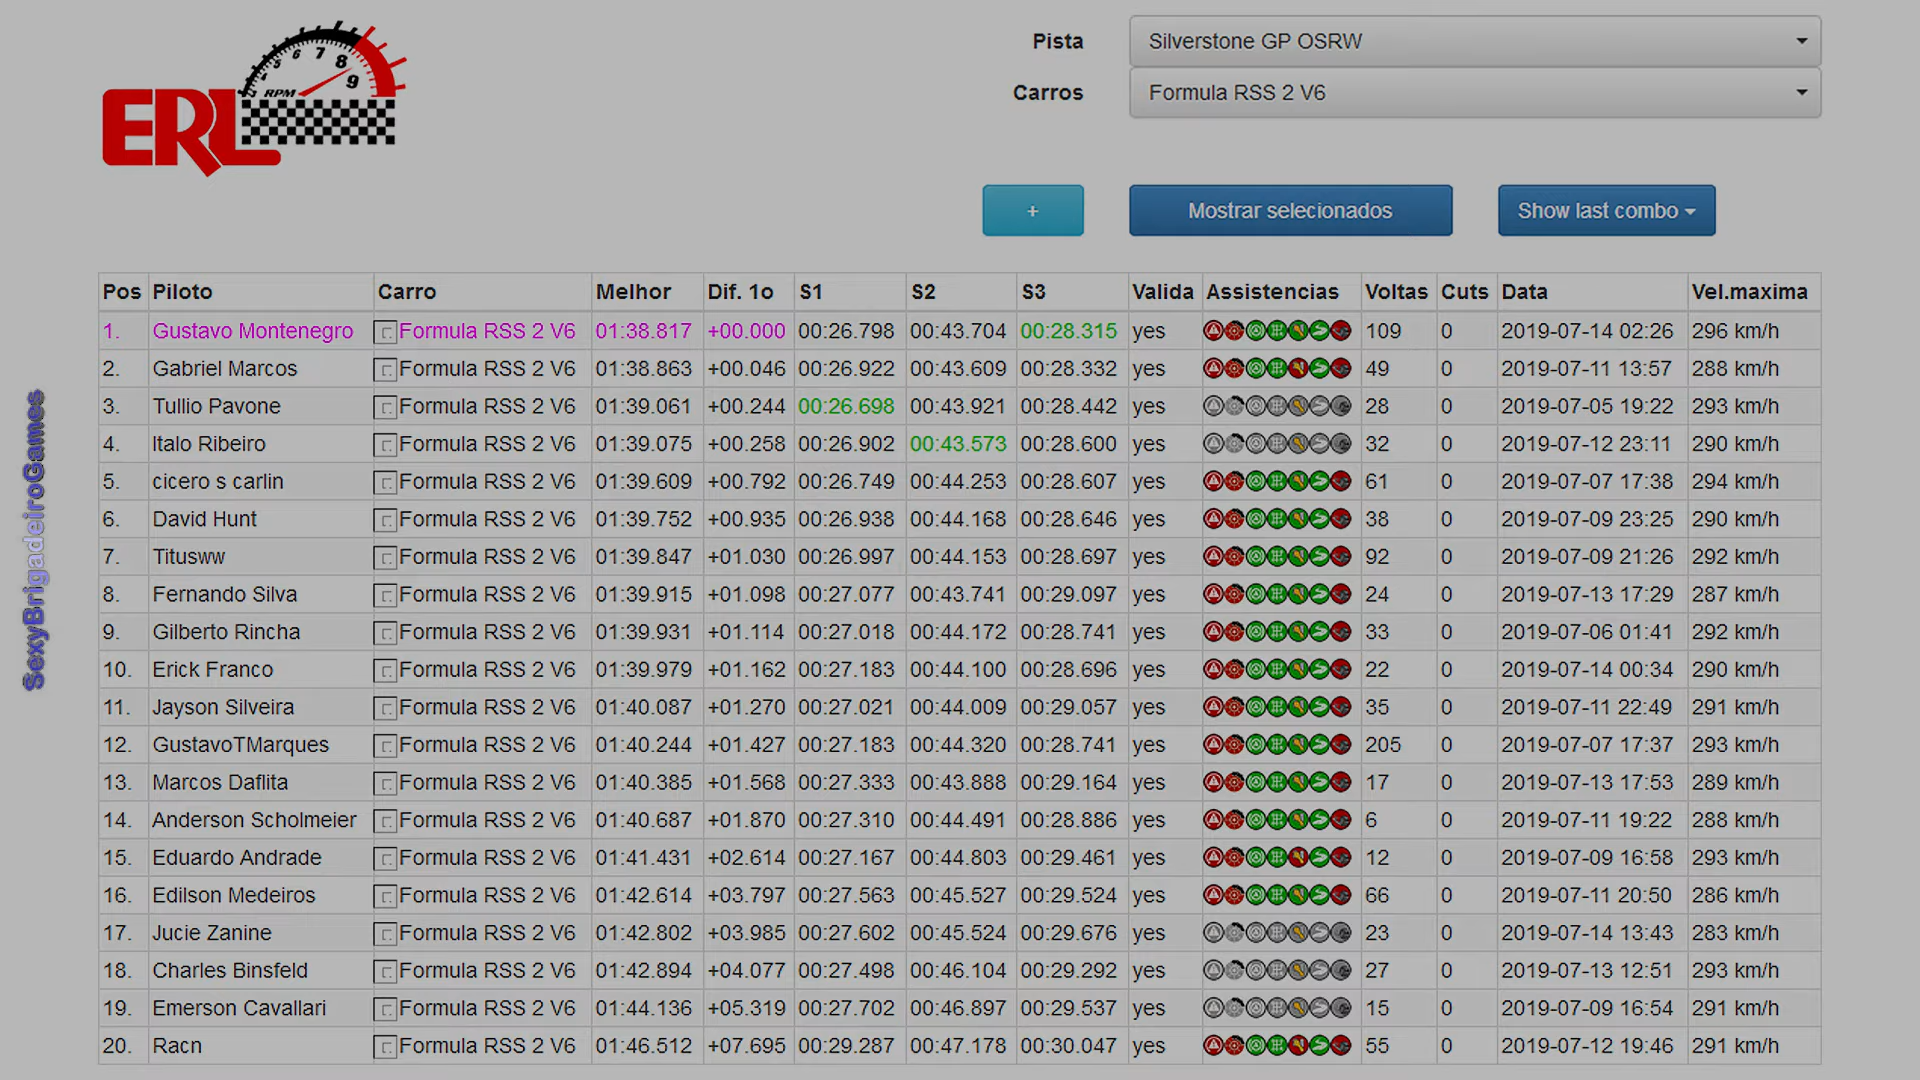 Pista Silverstone GP OSRW
Carros Formula RSS 2 V6
6 7 8 9
RPM
ERL
+ Mostrar selecionados Show last combo
Pos Piloto Carro Melhor Dif. 1o S1 S2 S3 Valida Assistencias Voltas Cuts Data Vel.maxima
1. Gustavo Montenegro Formula RSS 2 V6 01:38.817 +00.000 00:26.798 00:43.704 00:28.315 yes 109 0 2019-07-14 02:26 296 km/h
2. Gabriel Marcos Formula RSS 2 V6 01:38.863 +00.046 00:26.922 00:43.609 00:28.332 yes 49 0 2019-07-11 13:57 288 km/h
3. Tullio Pavone Formula RSS 2 V6 01:39.061 +00.244 00:26.698 00:43.921 00:28.442 yes 28 0 2019-07-05 19:22 293 km/h
4. Italo Ribeiro Formula RSS 2 V6 01:39.075 +00.258 00:26.902 00:43.573 00:28.600 yes 32 0 2019-07-12 23:11 290 km/h
5. cicero s carlin Formula RSS 2 V6 01:39.609 +00.792 00:26.749 00:44.253 00:28.607 yes 61 0 2019-07-07 17:38 294 km/h
6. David Hunt Formula RSS 2 V6 01:39.752 +00.935 00:26.938 00:44.168 00:28.646 yes 38 0 2019-07-09 23:25 290 km/h
7. Titusww Formula RSS 2 V6 01:39.847 +01.030 00:26.997 00:44.153 00:28.697 yes 92 0 2019-07-09 21:26 292 km/h
8. Fernando Silva Formula RSS 2 V6 01:39.915 +01.098 00:27.077 00:43.741 00:29.097 yes 24 0 2019-07-13 17:29 287 km/h
9. Gilberto Rincha Formula RSS 2 V6 01:39.931 +01.114 00:27.018 00:44.172 00:28.741 yes 33 0 2019-07-06 01:41 292 km/h
10. Erick Franco Formula RSS 2 V6 01:39.979 +01.162 00:27.183 00:44.100 00:28.696 yes 22 0 2019-07-14 00:34 290 km/h
11. Jayson Silveira Formula RSS 2 V6 01:40.087 +01.270 00:27.021 00:44.009 00:29.057 yes 35 0 2019-07-11 22:49 291 km/h
12. GustavoTMarques Formula RSS 2 V6 01:40.244 +01.427 00:27.183 00:44.320 00:28.741 yes 205 0 2019-07-07 17:37 293 km/h
13. Marcos Daflita Formula RSS 2 V6 01:40.385 +01.568 00:27.333 00:43.888 00:29.164 yes 17 0 2019-07-13 17:53 289 km/h
14. Anderson Scholmeier Formula RSS 2 V6 01:40.687 +01.870 00:27.310 00:44.491 00:28.886 yes 6 0 2019-07-11 19:22 288 km/h
15. Eduardo Andrade Formula RSS 2 V6 01:41.431 +02.614 00:27.167 00:44.803 00:29.461 yes 12 0 2019-07-09 16:58 293 km/h
16. Edilson Medeiros Formula RSS 2 V6 01:42.614 +03.797 00:27.563 00:45.527 00:29.524 yes 66 0 2019-07-11 20:50 286 km/h
17. Jucie Zanine Formula RSS 2 V6 01:42.802 +03.985 00:27.602 00:45.524 00:29.676 yes 23 0 2019-07-14 13:43 283 km/h
18. Charles Binsfeld Formula RSS 2 V6 01:42.894 +04.077 00:27.498 00:46.104 00:29.292 yes 27 0 2019-07-13 12:51 293 km/h
19. Emerson Cavallari Formula RSS 2 V6 01:44.136 +05.319 00:27.702 00:46.897 00:29.537 yes 15 0 2019-07-09 16:54 291 km/h
20. Racn Formula RSS 2 V6 01:46.512 +07.695 00:29.287 00:47.178 00:30.047 yes 55 0 2019-07-12 19:46 291 km/h
SexyBrigadeiroGames